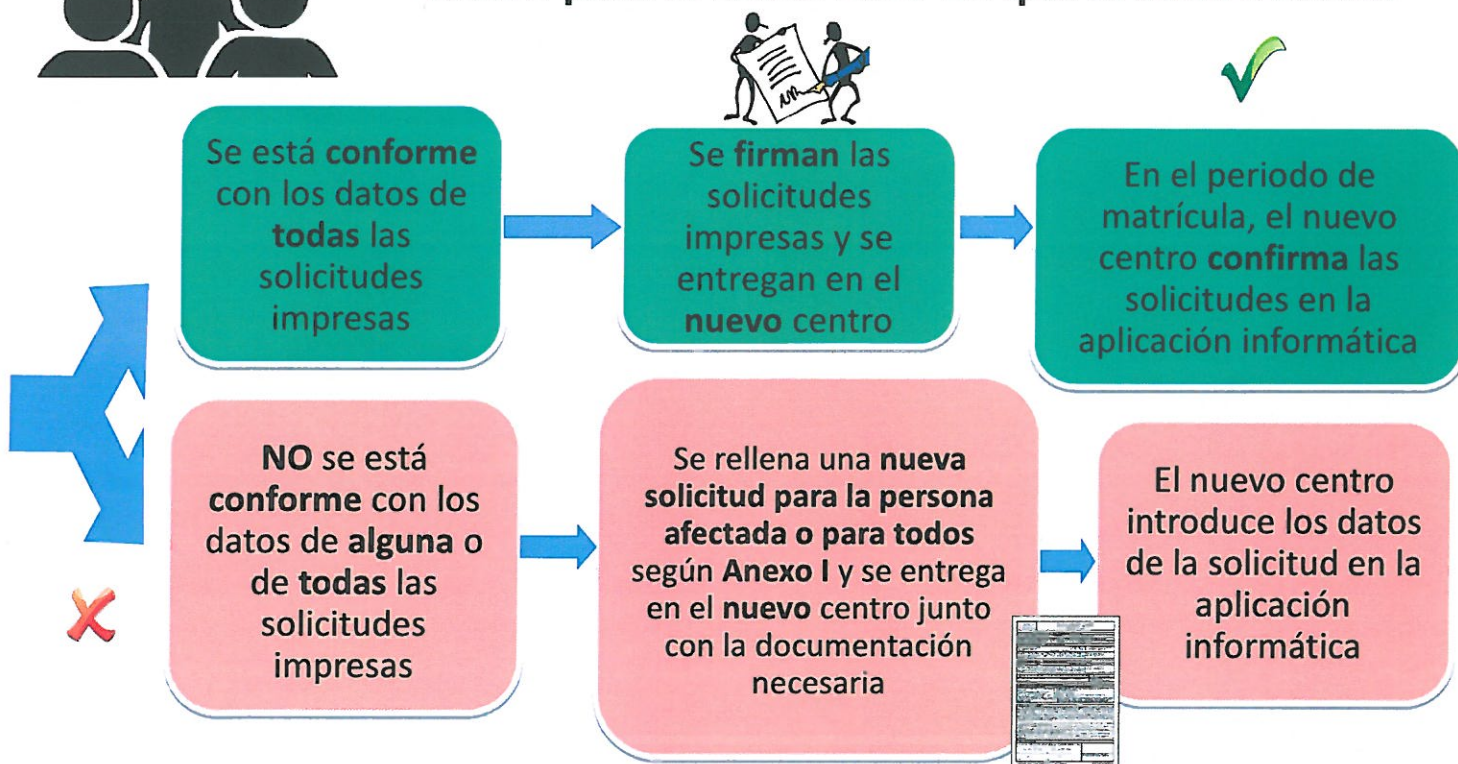 Se está conforme
con los datos de
todas las
solicitudes
impresas
Se firman las
solicitudes
impresas y se
entregan en el
nuevo centro
En el periodo de
matrícula, el nuevo
centro confirma las
solicitudes en la
aplicación informática
NO se está
conforme con los
datos de alguna o
de todas las
solicitudes
impresas
Se rellena una nueva
solicitud para la persona
afectada o para todos
según Anexo I y se entrega
en el nuevo centro junto
con la documentación
necesaria
El nuevo centro
introduce los datos
de la solicitud en la
aplicación
informática